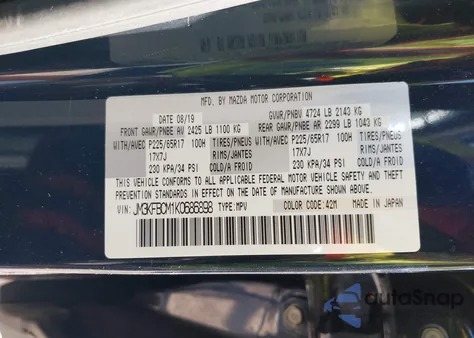 MFD. BY MAZDA MOTOR CORPORATION
DATE 08/19 GVWR/PNBV 4724 LB 2143 KG
FRONT GAWR/PNBE AV 2425 LB 1100 KG REAR GAWR/PNBE AR 2299 LB 1043 KG
WITH/AVEC P225/65R17 100H TIRES/PNEUS WITH/AVEC P225/65R17 100H TIRES/PNEUS
17X7J RIMS/JANTES 17X7J RIMS/JANTES
230 KPA/34 PSI COLD/A FROID 230 KPA/34 PSI COLD/A FROID
THIS VEHICLE CONFORMS TO ALL APPLICABLE FEDERAL MOTOR VEHICLE SAFETY, BUMPER, AND THEFT
PREVENTION STANDARDS IN EFFECT ON THE DATE OF MANUFACTURE SHOWN ABOVE.
VIN: JM3KFBCM1K0686898 TYPE:MPV COLOR CODE:42M MADE IN JAPAN
autoSnap